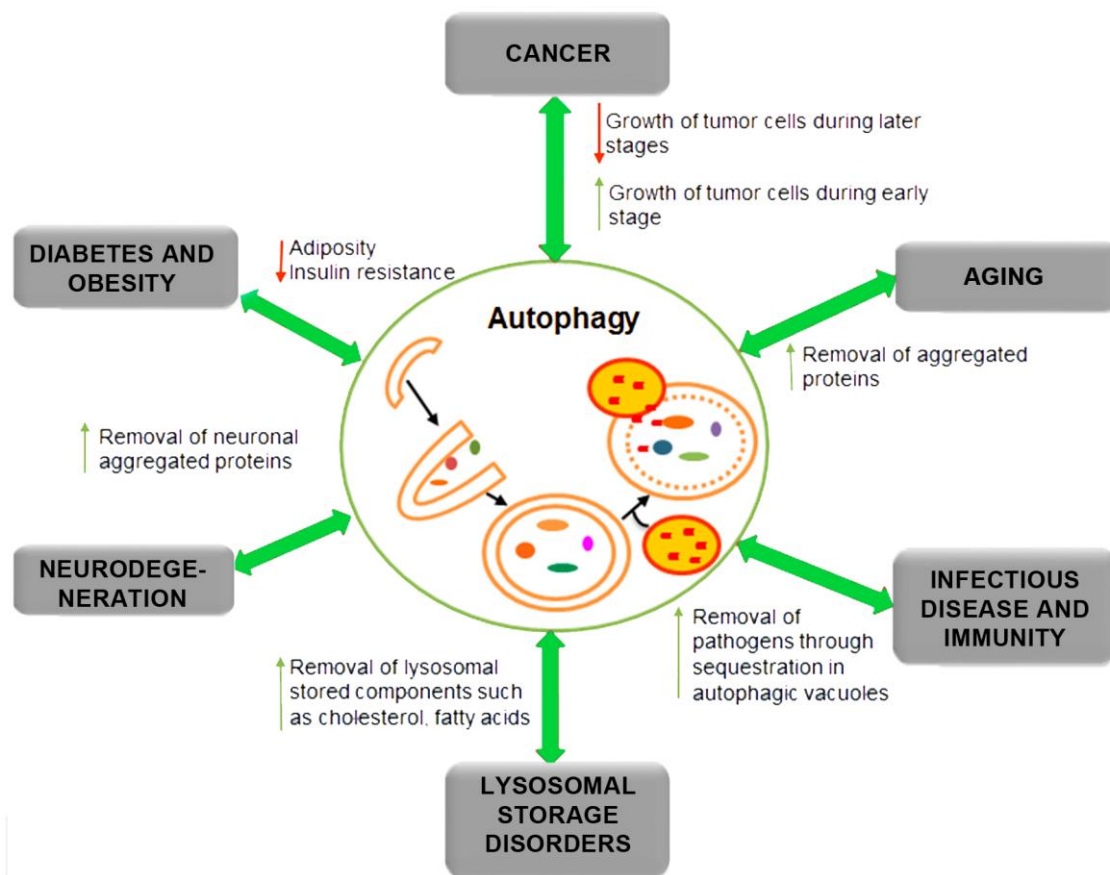 CANCER
Growth of tumor cells during later
stages
Growth of tumor cells during early
stage
DIABETES AND
OBESITY
Adiposity
Insulin resistance
AGING
Autophagy
Removal of aggregated
proteins
Removal of neuronal
aggregated proteins
NEURODEGE-
NERATION
INFECTIOUS
DISEASE AND
IMMUNITY
Removal of
pathogens through
sequestration in
autophagic vacuoles
Removal of lysosomal
stored components such
as cholesterol, fatty acids
LYSOSOMAL
STORAGE
DISORDERS